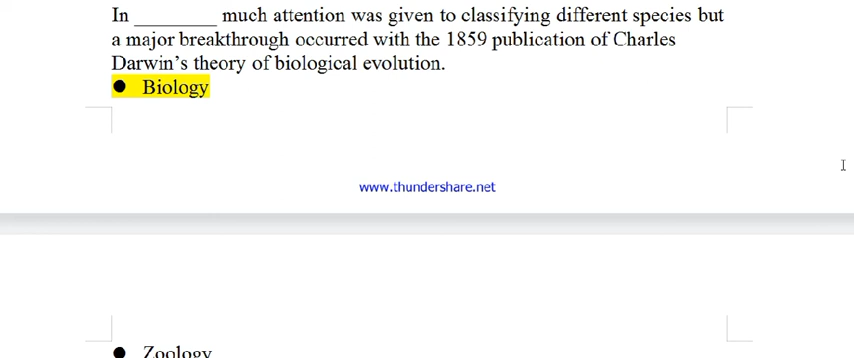 In ________ much attention was given to classifying different species but
a major breakthrough occurred with the 1859 publication of Charles
Darwin’s theory of biological evolution.
● Biology
www.thundershare.net
● Zoology